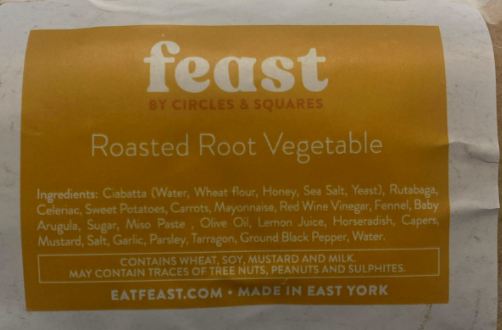 feast
BY CIRCLES & SQUARES
Roasted Root Vegetable
Ingredients: Ciabatta (Water, Wheat flour, Honey, Sea Salt, Yeast), Rutabaga,
Celeriac, Sweet Potatoes, Carrots, Mayonnaise, Red Wine Vinegar, Fennel, Baby
Arugula, Sugar, Miso Paste , Olive Oil, Lemon Juice, Horseradish, Capers,
Mustard, Salt, Garlic, Parsley, Tarragon, Ground Black Pepper, Water.
CONTAINS WHEAT, SOY, MUSTARD AND MILK.
MAY CONTAIN TRACES OF TREE NUTS, PEANUTS AND SULPHITES.
EATFEAST.COM • MADE IN EAST YORK